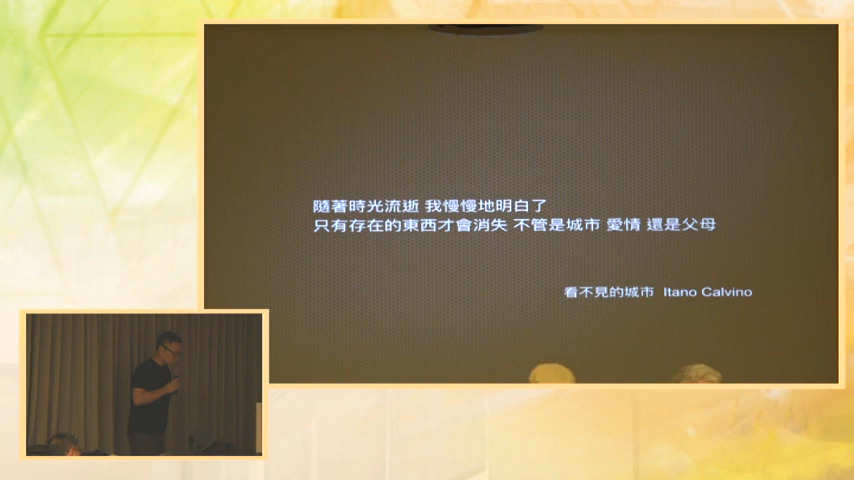 隨著時光流逝 我慢慢地明白了
只有存在的東西才會消失 不管是城市 愛情 還是父母
看不見的城市 Itano Calvino